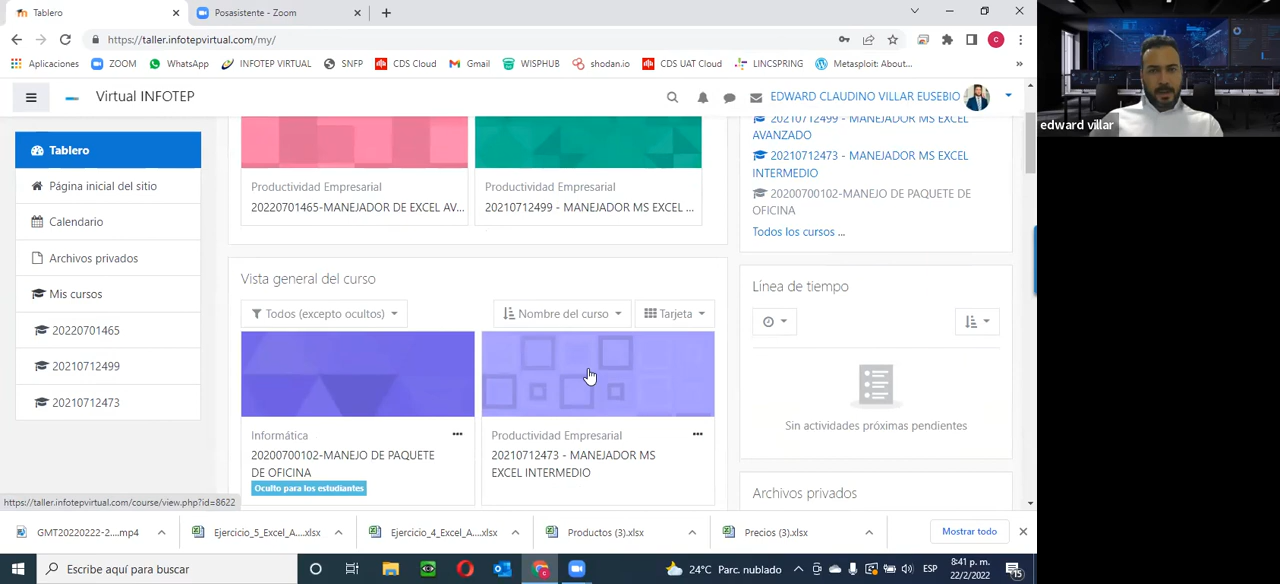 Tablero
Posasistente - Zoom
https://taller.infotepvirtual.com/my/
Aplicaciones ZOOM WhatsApp INFOTEP VIRTUAL SNFP CDS Cloud Gmail WISPHUB shodan.io CDS UAT Cloud LINCSPRING Metasploit: About... »
Virtual INFOTEP
EDWARD CLAUDINO VILLAR EUSEBIO
edward villar
Tablero
Página inicial del sitio
Calendario
Archivos privados
Mis cursos
20220701465
20210712499
20210712473
Productividad Empresarial
20220701465-MANEJADOR DE EXCEL AV...
Productividad Empresarial
20210712499 - MANEJADOR MS EXCEL ...
Vista general del curso
Todos (excepto ocultos)
Nombre del curso
Tarjeta
Informática
20200700102-MANEJO DE PAQUETE
DE OFICINA
Oculto para los estudiantes
Productividad Empresarial
20210712473 - MANEJADOR MS
EXCEL INTERMEDIO
20210712499 - MANEJADOR MS EXCEL
AVANZADO
20210712473 - MANEJADOR MS EXCEL
INTERMEDIO
20200700102-MANEJO DE PAQUETE DE
OFICINA
Todos los cursos ...
Línea de tiempo
Sin actividades próximas pendientes
Archivos privados
https://taller.infotepvirtual.com/course/view.php?id=8622
GMT20220222-2....mp4
Ejercicio_5_Excel_A....xlsx
Ejercicio_4_Excel_A....xlsx
Productos (3).xlsx
Precios (3).xlsx
Mostrar todo
Escribe aquí para buscar
24°C Parc. nublado
ESP
8:41 p. m.
22/2/2022
15